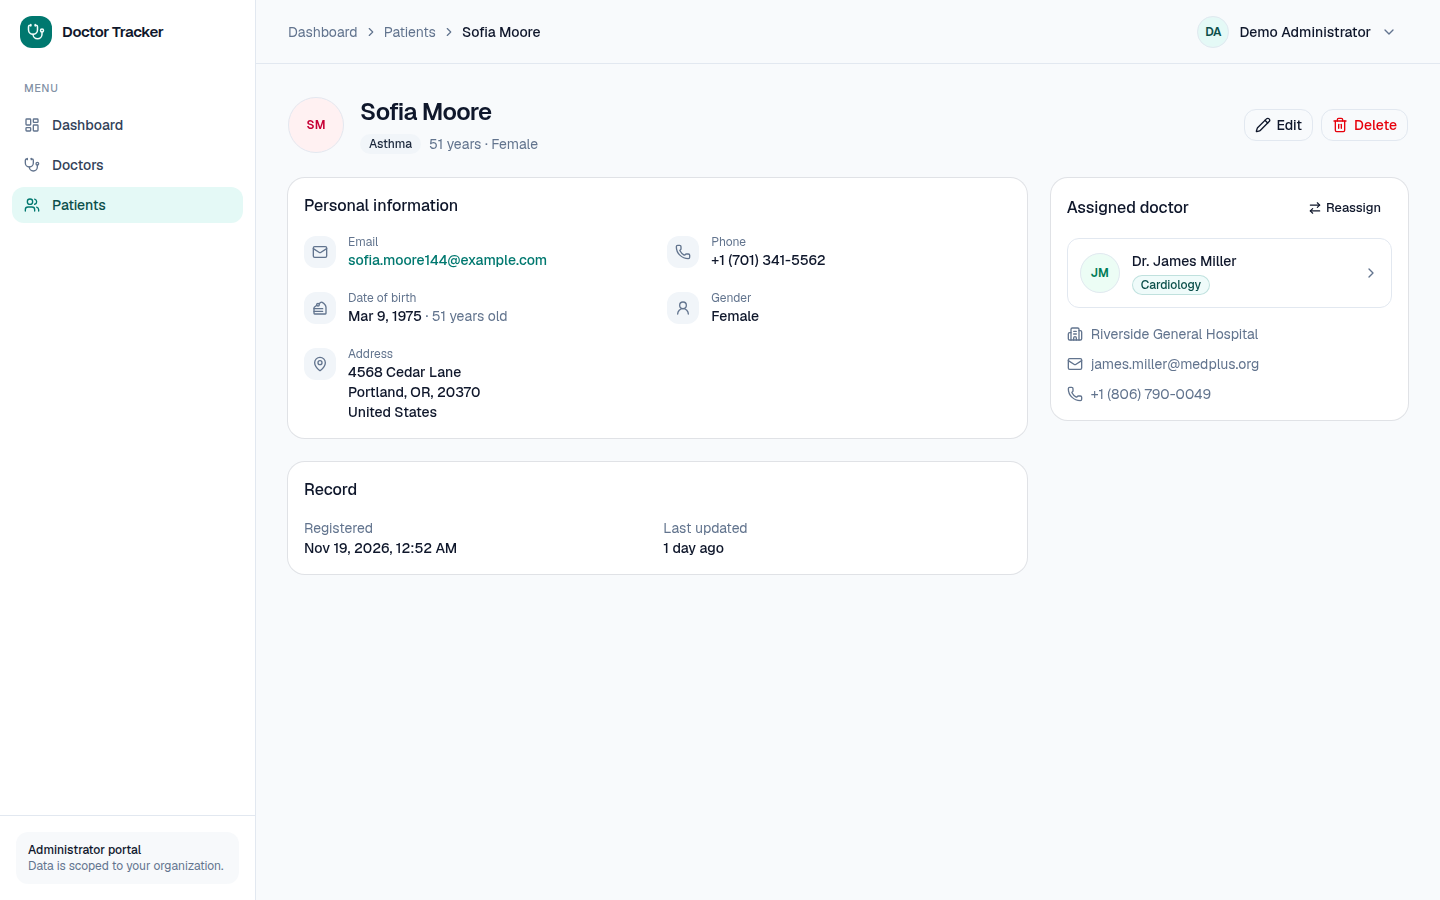 Doctor Tracker
MENU
Dashboard
Doctors
Patients
Administrator portal
Data is scoped to your organization.
Dashboard > Patients > Sofia Moore
DA Demo Administrator
SM
Sofia Moore
Asthma 51 years · Female
Edit
Delete
Personal information
Email
sofia.moore144@example.com
Phone
+1 (701) 341-5562
Date of birth
Mar 9, 1975 · 51 years old
Gender
Female
Address
4568 Cedar Lane
Portland, OR, 20370
United States
Record
Registered
Nov 19, 2026, 12:52 AM
Last updated
1 day ago
Assigned doctor
Reassign
JM
Dr. James Miller
Cardiology
Riverside General Hospital
james.miller@medplus.org
+1 (806) 790-0049